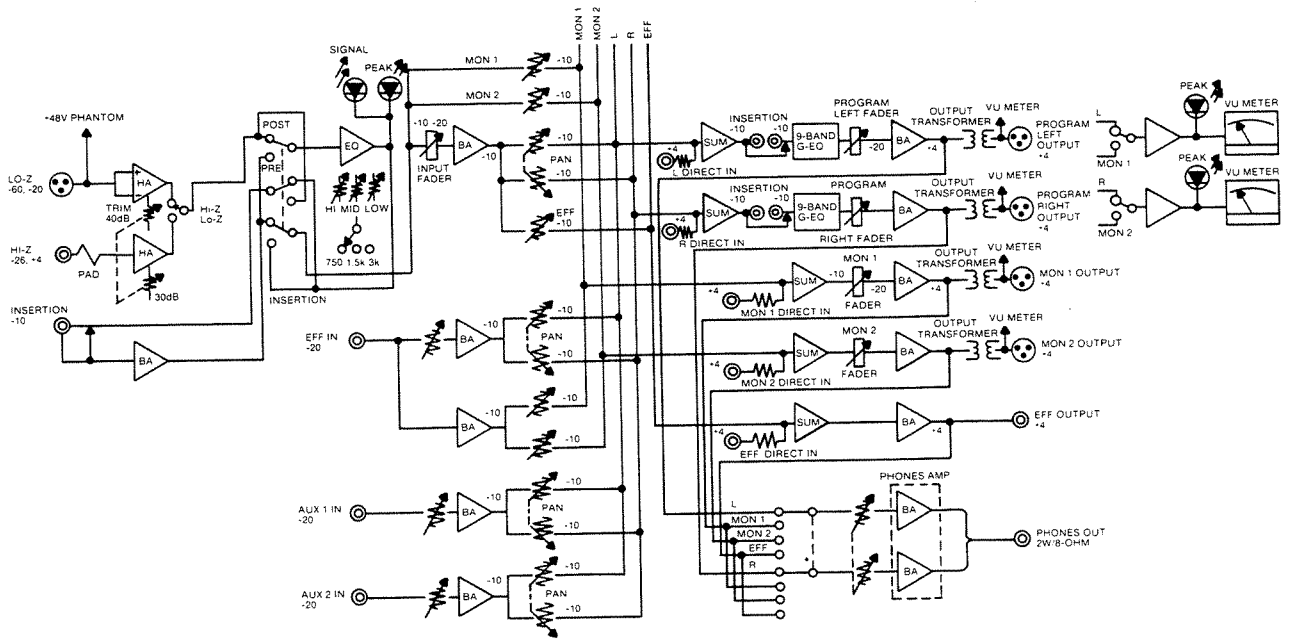 MON 1
MON 2
L
R
EFF
SIGNAL
PEAK
MON 1
-10
MON 2
-10
+48V PHANTOM
POST
PRE
LO-Z
-60, -20
HA
TRIM
40dB
HI-Z
LO-Z
HI-Z
-26, +4
PAD
HA
30dB
INSERTION
-10
BA
INSERTION
EQ
HI MID LOW
750 1.5k 3k
-10 -20
INPUT
FADER
BA
-10
-10
PAN
-10
EFF
-10
EFF IN
-20
BA
-10
-10
PAN
-10
BA
-10
-10
-10
AUX 1 IN
-20
BA
-10
-10
PAN
-10
AUX 2 IN
-20
BA
-10
-10
PAN
-10
+4
L DIRECT IN
SUM
INSERTION
-10 -10
9-BAND
G-EQ
PROGRAM
LEFT FADER
-20
BA
+4
OUTPUT
TRANSFORMER
VU METER
PROGRAM
LEFT
OUTPUT
+4
+4
R DIRECT IN
SUM
INSERTION
-10 -10
9-BAND
G-EQ
PROGRAM
RIGHT FADER
BA
+4
OUTPUT
TRANSFORMER
VU METER
PROGRAM
RIGHT
OUTPUT
+4
+4
MON 1 DIRECT IN
SUM
-10
MON 1
-20
FADER
BA
+4
OUTPUT
TRANSFORMER
VU METER
MON 1 OUTPUT
+4
+4
MON 2 DIRECT IN
SUM
MON 2
FADER
BA
+4
OUTPUT
TRANSFORMER
VU METER
MON 2 OUTPUT
+4
+4
EFF DIRECT IN
SUM
BA
+4
EFF OUTPUT
+4
L
MON 1
MON 2
EFF
R
PHONES AMP
BA
BA
PHONES OUT
2W/8-OHM
L
MON 1
PEAK
VU METER
R
MON 2
PEAK
VU METER